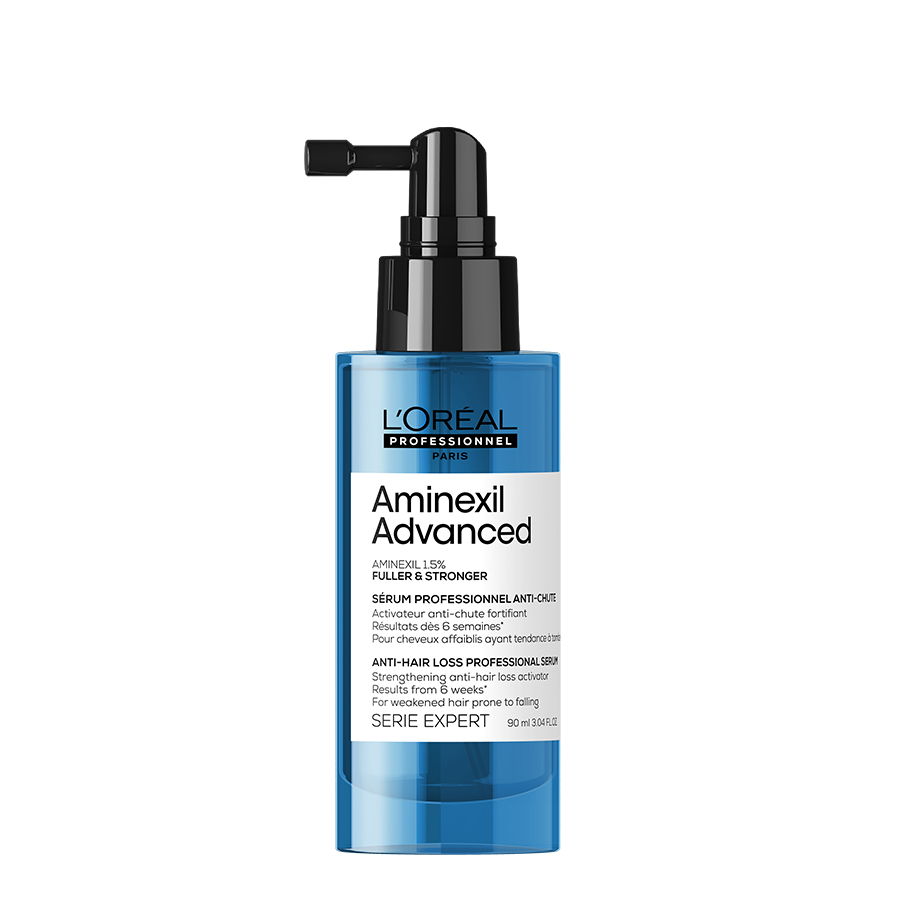 L'ORÉAL
PROFESSIONNEL
PARIS
Aminexil
Advanced
AMINEXIL 1.5%
FULLER & STRONGER
SÉRUM PROFESSIONNEL ANTI-CHUTE
Activateur anti-chute fortifiant
Résultats dès 6 semaines*
Pour cheveux affaiblis ayant tendance à
ANTI-HAIR LOSS PROFESSIONAL SERUM
Strengthening anti-hair loss activator
Results from 6 weeks*
For weakened hair prone to falling
SERIE EXPERT
90 ml 3.04 FL.OZ.